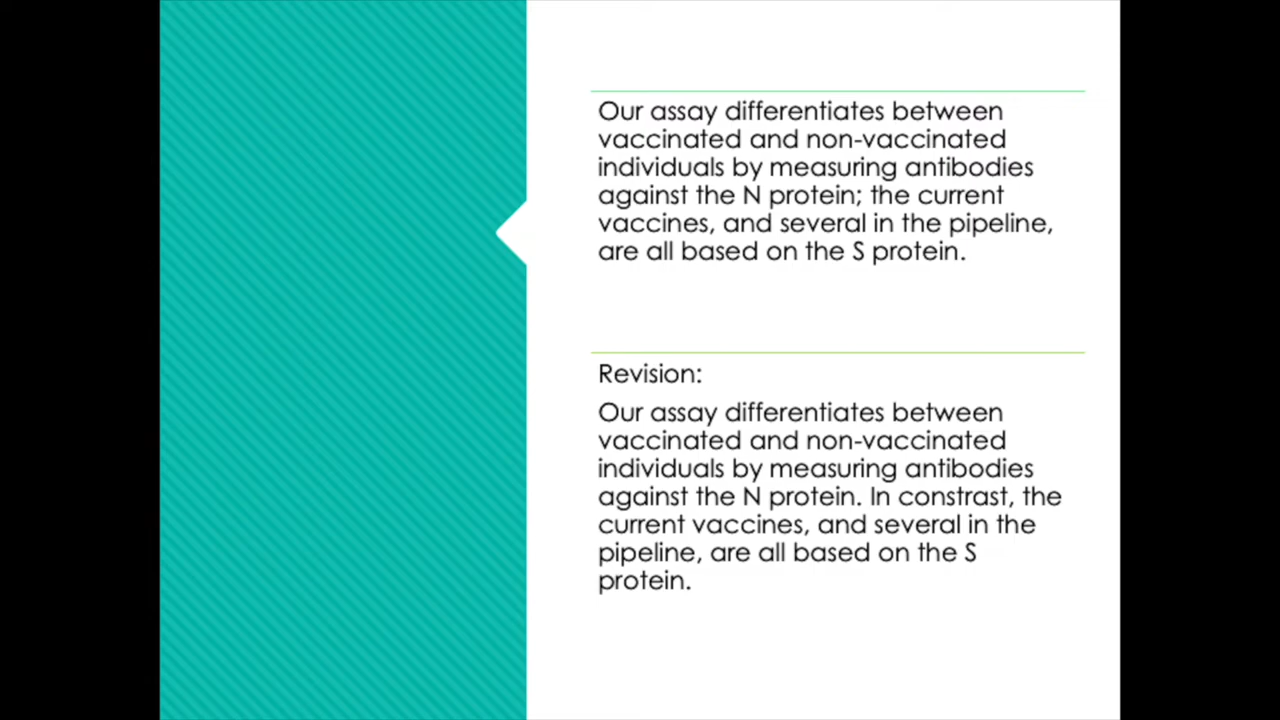 Our assay differentiates between
vaccinated and non-vaccinated
individuals by measuring antibodies
against the N protein; the current
vaccines, and several in the pipeline,
are all based on the S protein.
Revision:
Our assay differentiates between
vaccinated and non-vaccinated
individuals by measuring antibodies
against the N protein. In constrast, the
current vaccines, and several in the
pipeline, are all based on the S
protein.